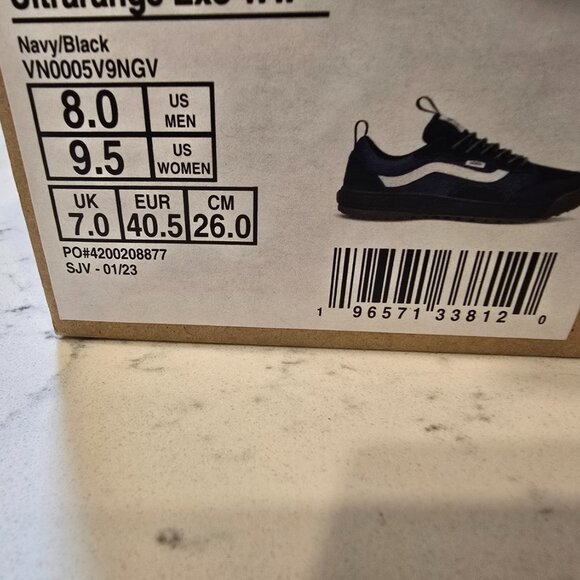 Navy/Black
VN0005V9NGV
8.0 US MEN
9.5 US WOMEN
UK 7.0 EUR 40.5 CM 26.0
PO#4200208877
SJV - 01/23
1 96571 33812 0